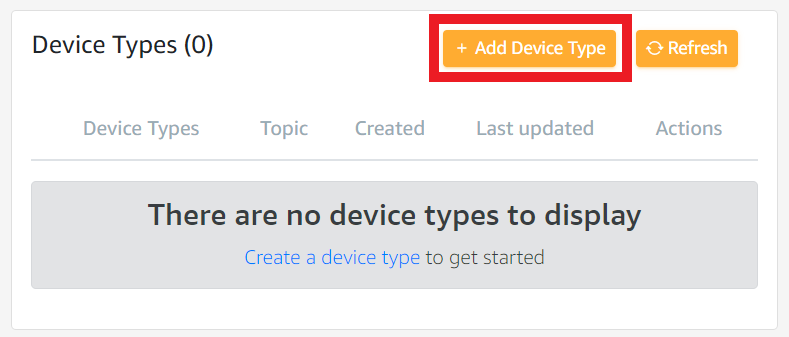 Device Types (0)
+ Add Device Type
Refresh
Device Types Topic Created Last updated Actions
There are no device types to display
Create a device type to get started